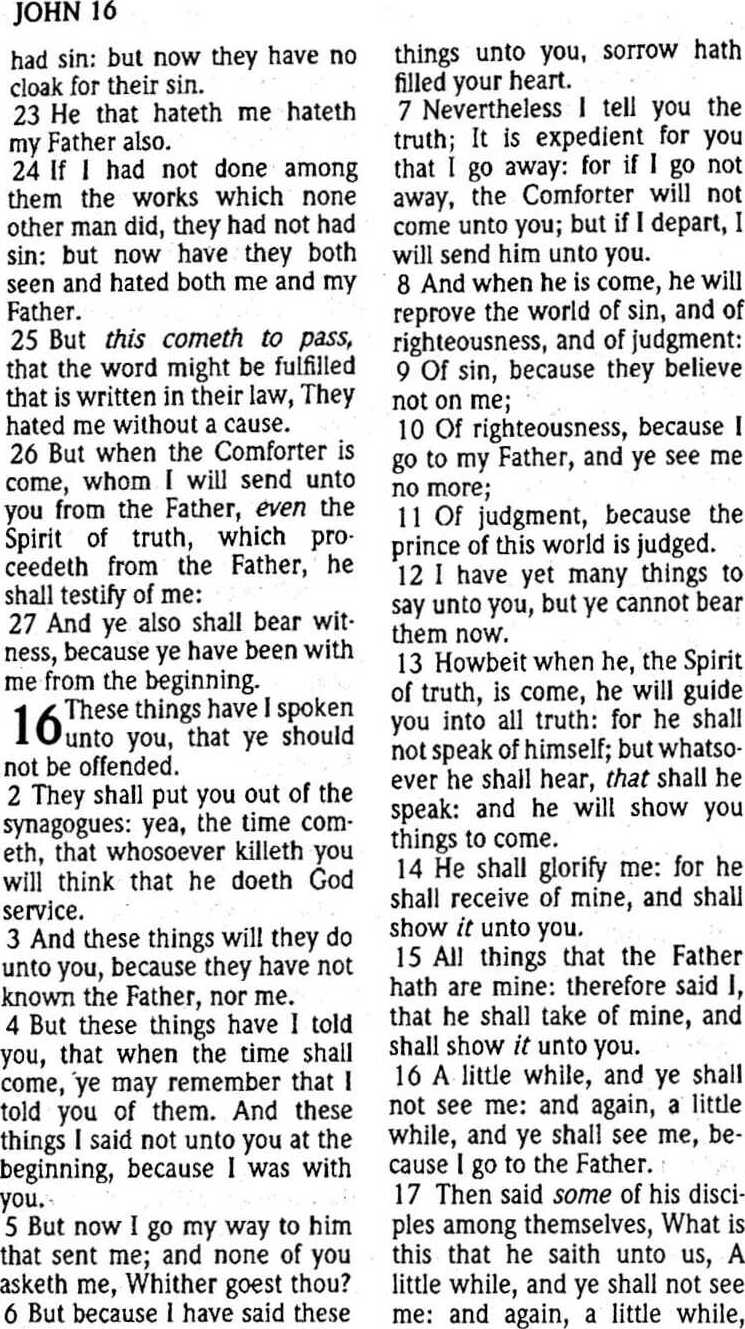 JOHN 16
had sin: but now they have no
cloak for their sin.
23 He that hateth me hateth
my Father also.
24 If I had not done among
them the works which none
other man did, they had not had
sin: but now have they both
seen and hated both me and my
Father.
25 But this cometh to pass,
that the word might be fulfilled
that is written in their law, They
hated me without a cause.
26 But when the Comforter is
come, whom I will send unto
you from the Father, even the
Spirit of truth, which pro-
ceedeth from the Father, he
shall testify of me:
27 And ye also shall bear wit-
ness, because ye have been with
me from the beginning.
16 These things have I spoken
unto you, that ye should
not be offended.
2 They shall put you out of the
synagogues: yea, the time com-
eth, that whosoever killeth you
will think that he doeth God
service.
3 And these things will they do
unto you, because they have not
known the Father, nor me.
4 But these things have I told
you, that when the time shall
come, ye may remember that I
told you of them. And these
things I said not unto you at the
beginning, because I was with
you.
5 But now I go my way to him
that sent me; and none of you
asketh me, Whither goest thou?
6 But because I have said these
things unto you, sorrow hath
filled your heart.
7 Nevertheless I tell you the
truth; It is expedient for you
that I go away: for if I go not
away, the Comforter will not
come unto you; but if I depart, I
will send him unto you.
8 And when he is come, he will
reprove the world of sin, and of
righteousness, and of judgment:
9 Of sin, because they believe
not on me;
10 Of righteousness, because I
go to my Father, and ye see me
no more;
11 Of judgment, because the
prince of this world is judged.
12 I have yet many things to
say unto you, but ye cannot bear
them now.
13 Howbeit when he, the Spirit
of truth, is come, he will guide
you into all truth: for he shall
not speak of himself; but whatso-
ever he shall hear, that shall he
speak: and he will show you
things to come.
14 He shall glorify me: for he
shall receive of mine, and shall
show it unto you.
15 All things that the Father
hath are mine: therefore said I,
that he shall take of mine, and
shall show it unto you.
16 A little while, and ye shall
not see me: and again, a little
while, and ye shall see me, be-
cause I go to the Father.
17 Then said some of his disci-
ples among themselves, What is
this that he saith unto us, A
little while, and ye shall not see
me: and again, a little while,